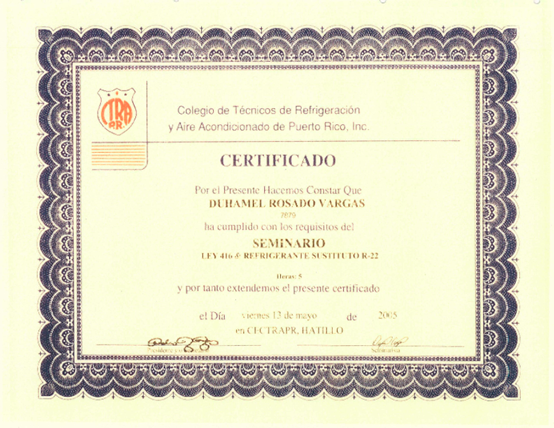 CTRA
P.R.
Colegio de Técnicos de Refrigeración
y Aire Acondicionado de Puerto Rico, Inc.
CERTIFICADO
Por el Presente Hacemos Constar Que
DUHAMEL ROSADO VARGAS
ha cumplido con los requisitos del
SEMINARIO
LEY 416 & REFRIGERANTE SUSTITUTO R-22
Horas: 5
y por tanto extendemos el presente certificado
el Día viernes 13 de mayo de 2005
en CECTRAPR, HATILLO